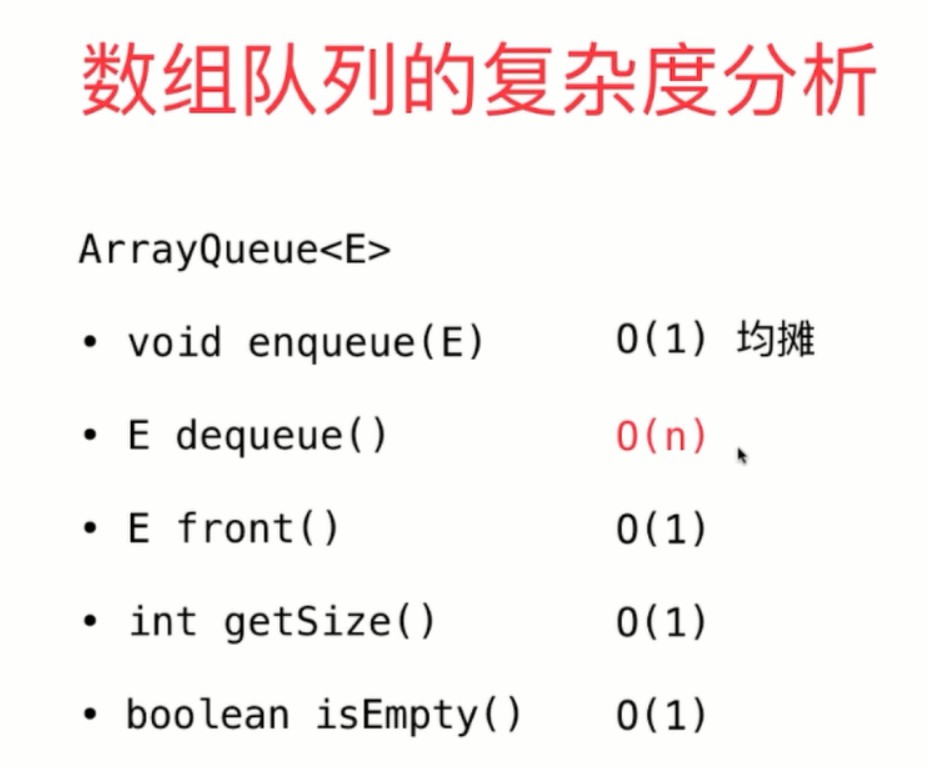 数组队列的复杂度分析
ArrayQueue<E>
• void enqueue(E) O(1) 均摊
• E dequeue() O(n)
• E front() O(1)
• int getSize() O(1)
• boolean isEmpty() O(1)